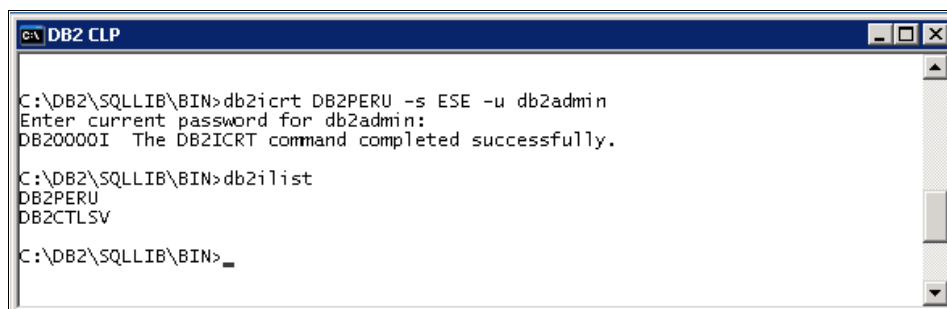 DB2 CLP
C:\DB2\SQLLIB\BIN>db2icrt DB2PERU -s ESE -u db2admin
Enter current password for db2admin:
DB20000I  The DB2ICRT command completed successfully.
C:\DB2\SQLLIB\BIN>db2ilist
DB2PERU
DB2CTLSV
C:\DB2\SQLLIB\BIN>_